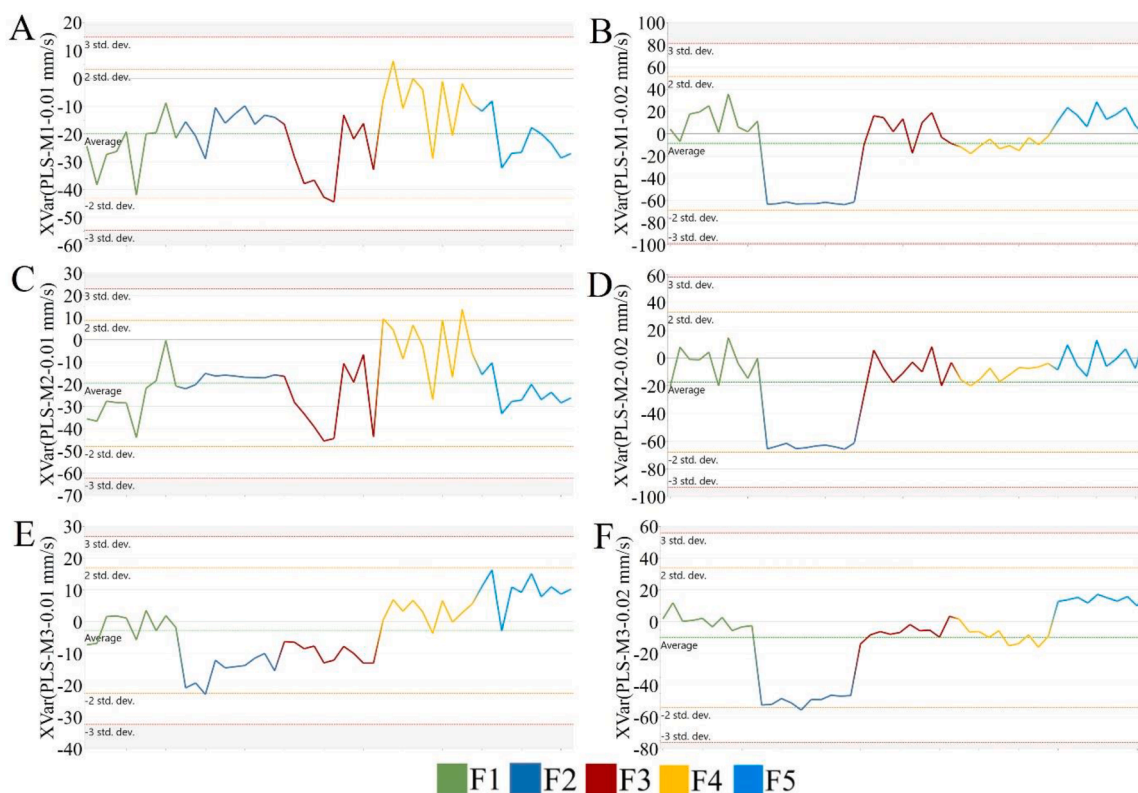 A
XVar(PLS-M1-0.01 mm/s)
20
10
0
-10
-20
-30
-40
-50
-60
3 std. dev.
2 std. dev.
Average
-2 std. dev.
-3 std. dev.
B
XVar(PLS-M1-0.02 mm/s)
100
80
60
40
20
0
-20
-40
-60
-80
-100
3 std. dev.
2 std. dev.
Average
-2 std. dev.
-3 std. dev.
C
XVar(PLS-M2-0.01 mm/s)
30
20
10
0
-10
-20
-30
-40
-50
-60
-70
3 std. dev.
2 std. dev.
Average
-2 std. dev.
-3 std. dev.
D
XVar(PLS-M2-0.02 mm/s)
60
40
20
0
-20
-40
-60
-80
-100
3 std. dev.
2 std. dev.
Average
-2 std. dev.
-3 std. dev.
E
XVar(PLS-M3-0.01 mm/s)
30
20
10
0
-10
-20
-30
-40
3 std. dev.
2 std. dev.
Average
-2 std. dev.
-3 std. dev.
F
XVar(PLS-M3-0.02 mm/s)
60
40
20
0
-20
-40
-60
-80
3 std. dev.
2 std. dev.
Average
-2 std. dev.
-3 std. dev.
F1 F2 F3 F4 F5